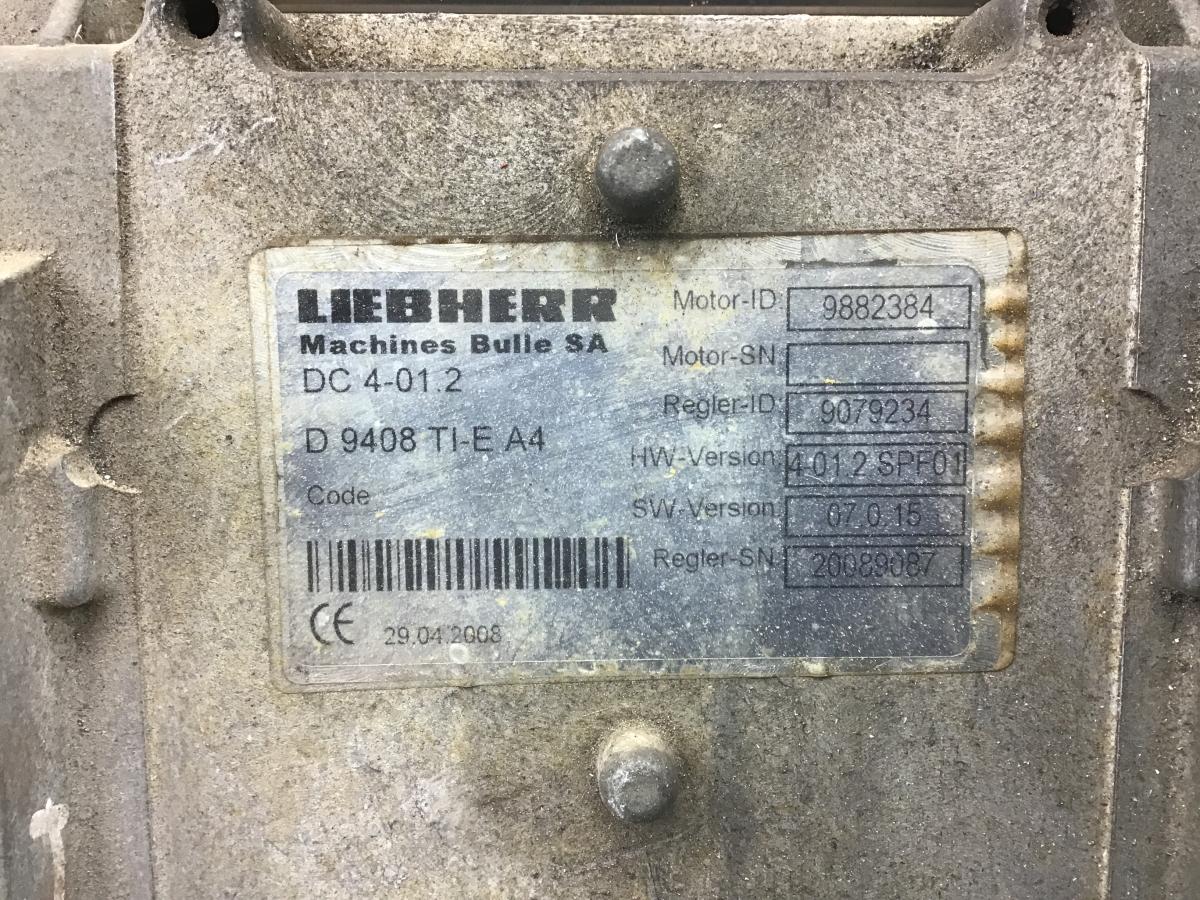 LIEBHERR
Machines Bulle SA
DC 4-01.2
D 9408 TI-E A4
Code
CE 29.04.2008
Motor-ID 9882384
Motor-SN
Regler-ID 9079234
HW-Version 4-01.2 SPF01
SW-Version 07.0.15
Regler-SN 20089087